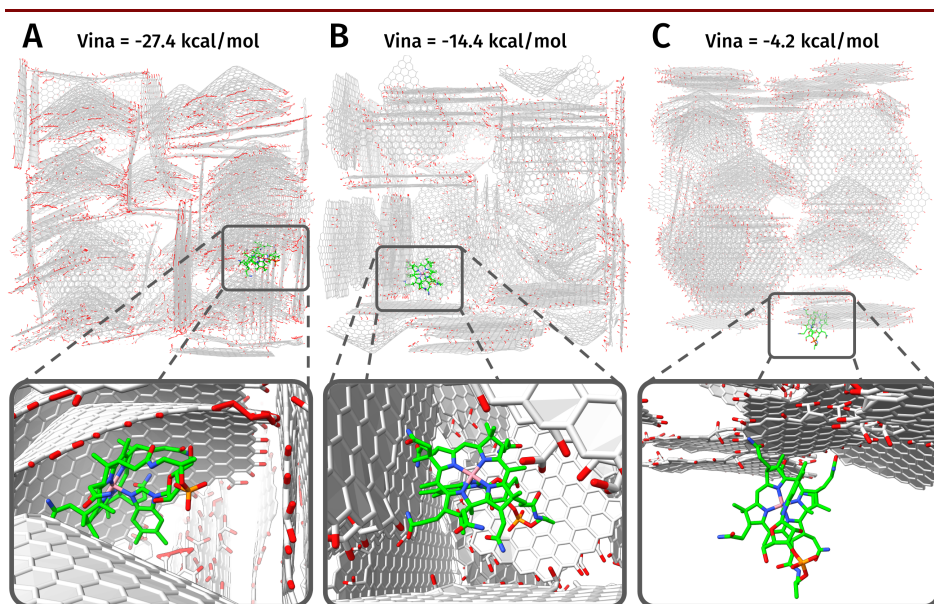 A Vina = -27.4 kcal/mol
B Vina = -14.4 kcal/mol
C Vina = -4.2 kcal/mol